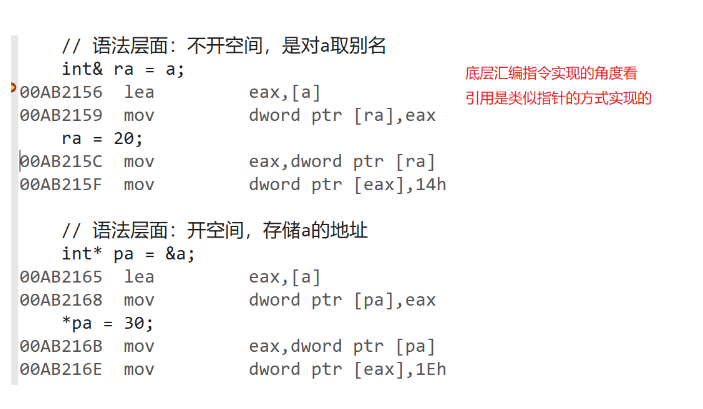 // 语法层面：不开空间，是对a取别名
int& ra = a;
00AB2156 lea eax,[a]
00AB2159 mov dword ptr [ra],eax
ra = 20;
00AB215C mov eax,dword ptr [ra]
00AB215F mov dword ptr [eax],14h
// 语法层面：开空间，存储a的地址
int* pa = &a;
00AB2165 lea eax,[a]
00AB2168 mov dword ptr [pa],eax
*pa = 30;
00AB216B mov eax,dword ptr [pa]
00AB216E mov dword ptr [eax],1Eh
底层汇编指令实现的角度看
引用是类似指针的方式实现的